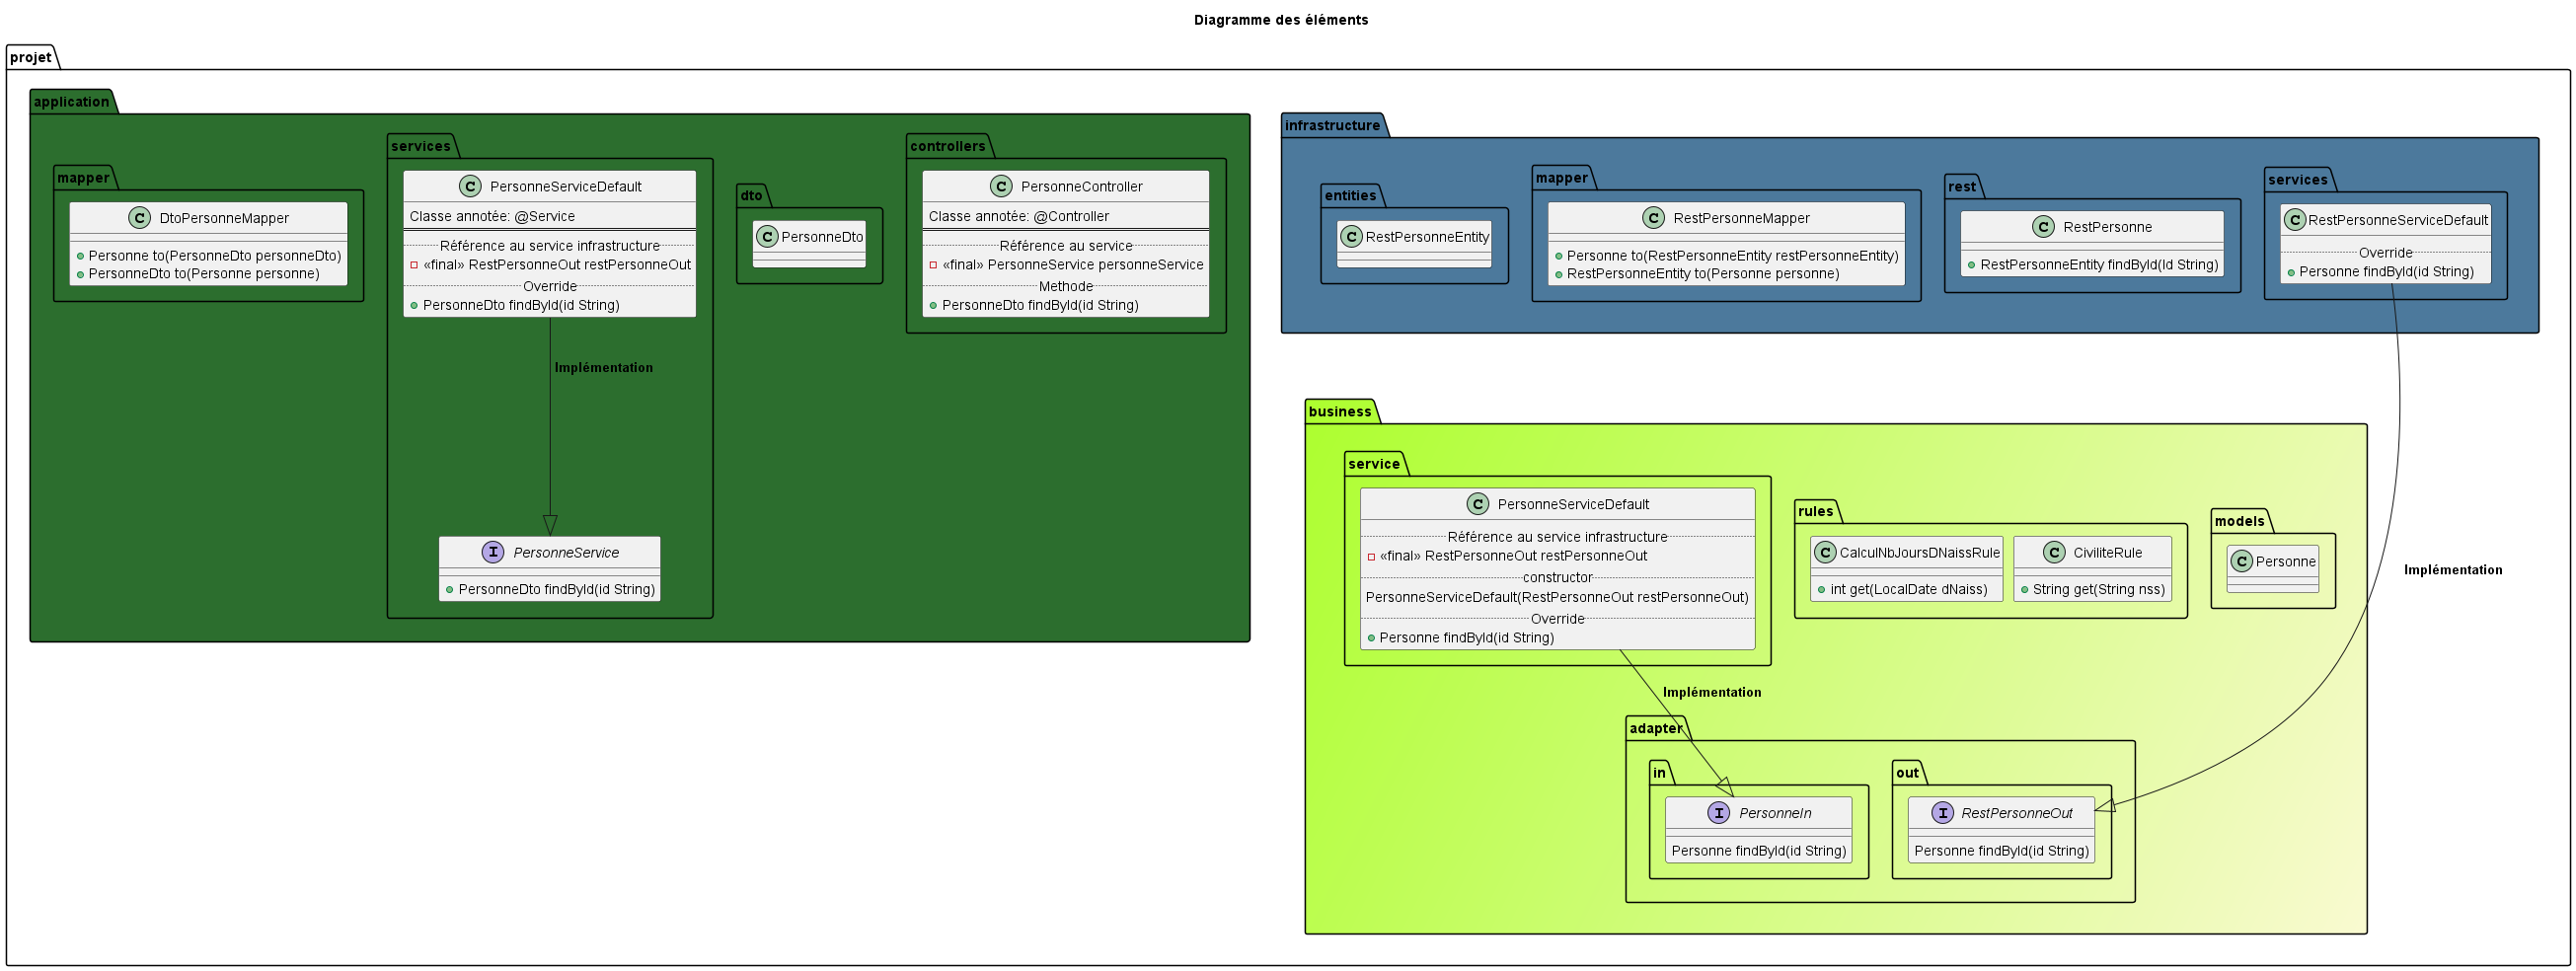 Diagramme des éléments
projet
application
mapper
C DtoPersonneMapper
Personne to(PersonneDto personneDto)
PersonneDto to(Personne personne)
services
C PersonneServiceDefault
Classe annotée: @Service
Référence au service infrastructure
«final» RestPersonneOut restPersonneOut
Override
PersonneDto findById(id String)
Implémentation
I PersonneService
PersonneDto findById(id String)
dto
C PersonneDto
controllers
C PersonneController
Classe annotée: @Controller
Référence au service
«final» PersonneService personneService
Methode
PersonneDto findById(id String)
infrastructure
entities
C RestPersonneEntity
mapper
C RestPersonneMapper
Personne to(RestPersonneEntity restPersonneEntity)
RestPersonneEntity to(Personne personne)
rest
C RestPersonne
RestPersonneEntity findById(Id String)
services
C RestPersonneServiceDefault
Override
Personne findById(id String)
Implémentation
business
service
C PersonneServiceDefault
Référence au service infrastructure
«final» RestPersonneOut restPersonneOut
constructor
PersonneServiceDefault(RestPersonneOut restPersonneOut)
Override
Personne findById(id String)
Implémentation
rules
C CalculNbJoursDNaissRule
int get(LocalDate dNaiss)
C CiviliteRule
String get(String nss)
models
C Personne
adapter
in
I PersonneIn
Personne findById(id String)
out
I RestPersonneOut
Personne findById(id String)